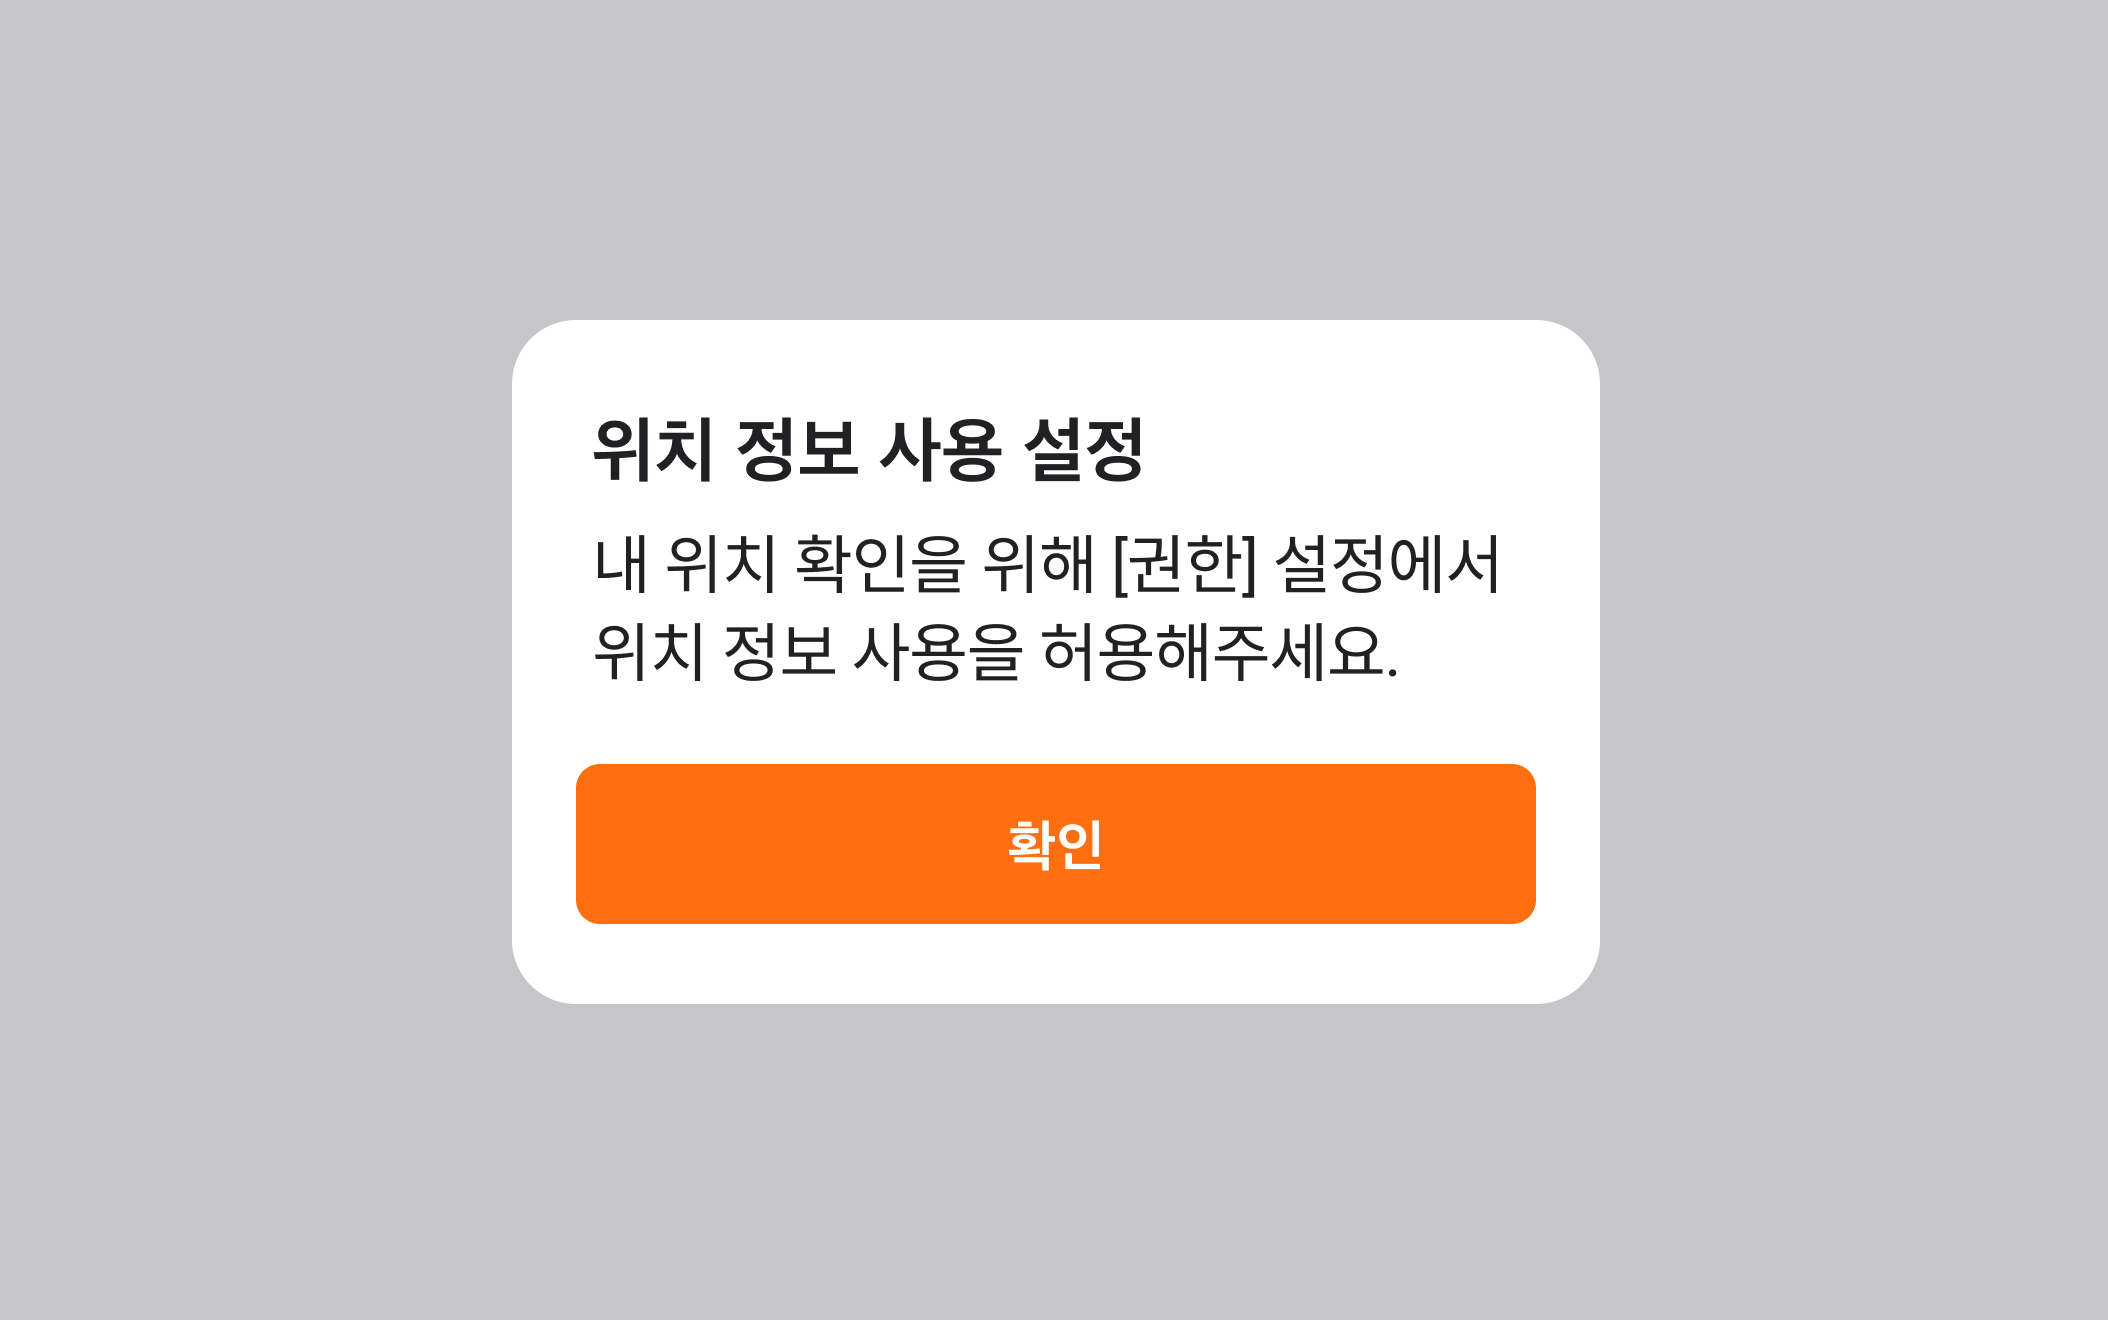 위치 정보 사용 설정
내 위치 확인을 위해 [권한] 설정에서
위치 정보 사용을 허용해주세요.
확인